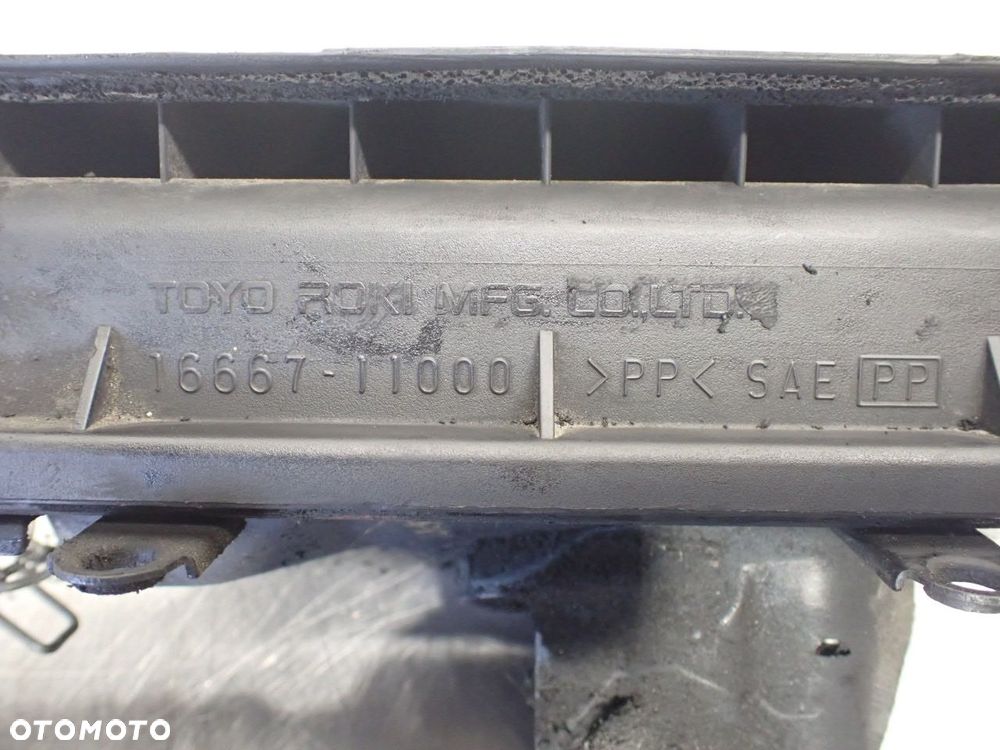 TOYO ROKI MFG. CO.,LTD.
16667-11000 >PP< SAE PP
OTOMOTO